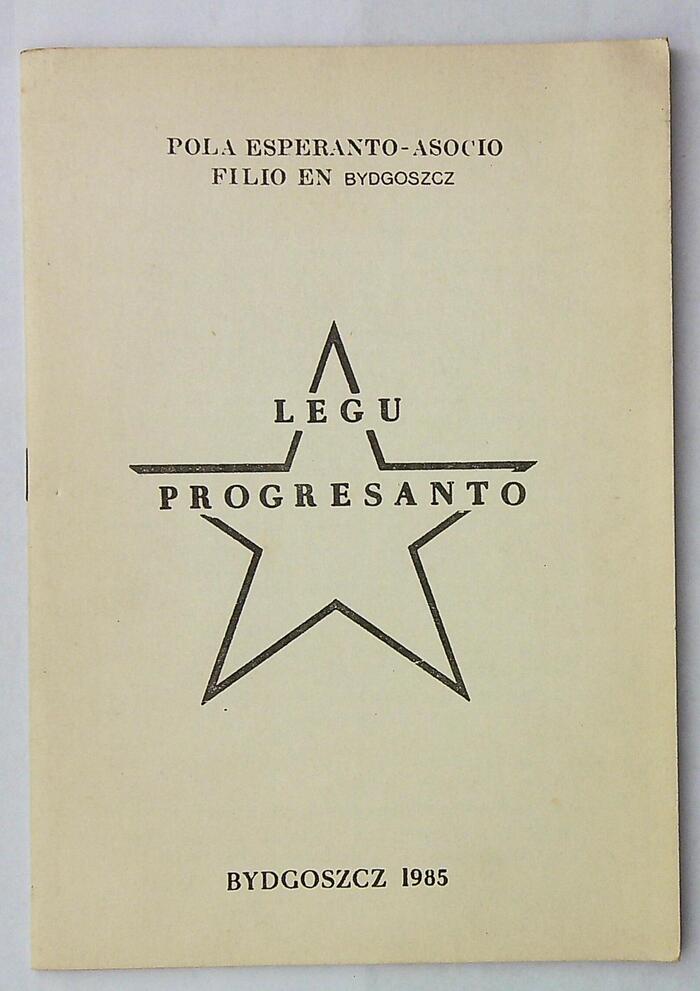 POLA ESPERANTO-ASOCIO
FILIO EN BYDGOSZCZ
LEGU
PROGRESANTO
BYDGOSZCZ 1985